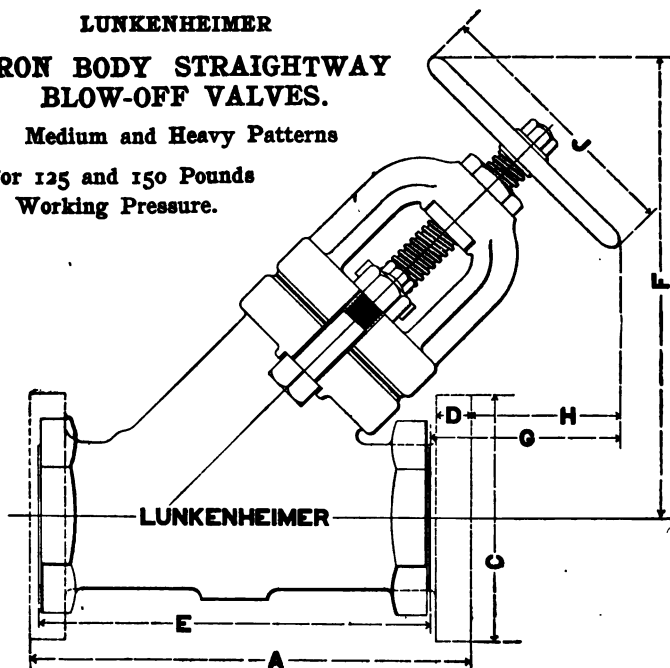 LUNKENHEIMER
RON BODY STRAIGHTWAY
BLOW-OFF VALVES.
Medium and Heavy Patterns
or 125 and 150 Pounds
Working Pressure.
J
F
D
H
G
LUNKENHEIMER
C
E
A